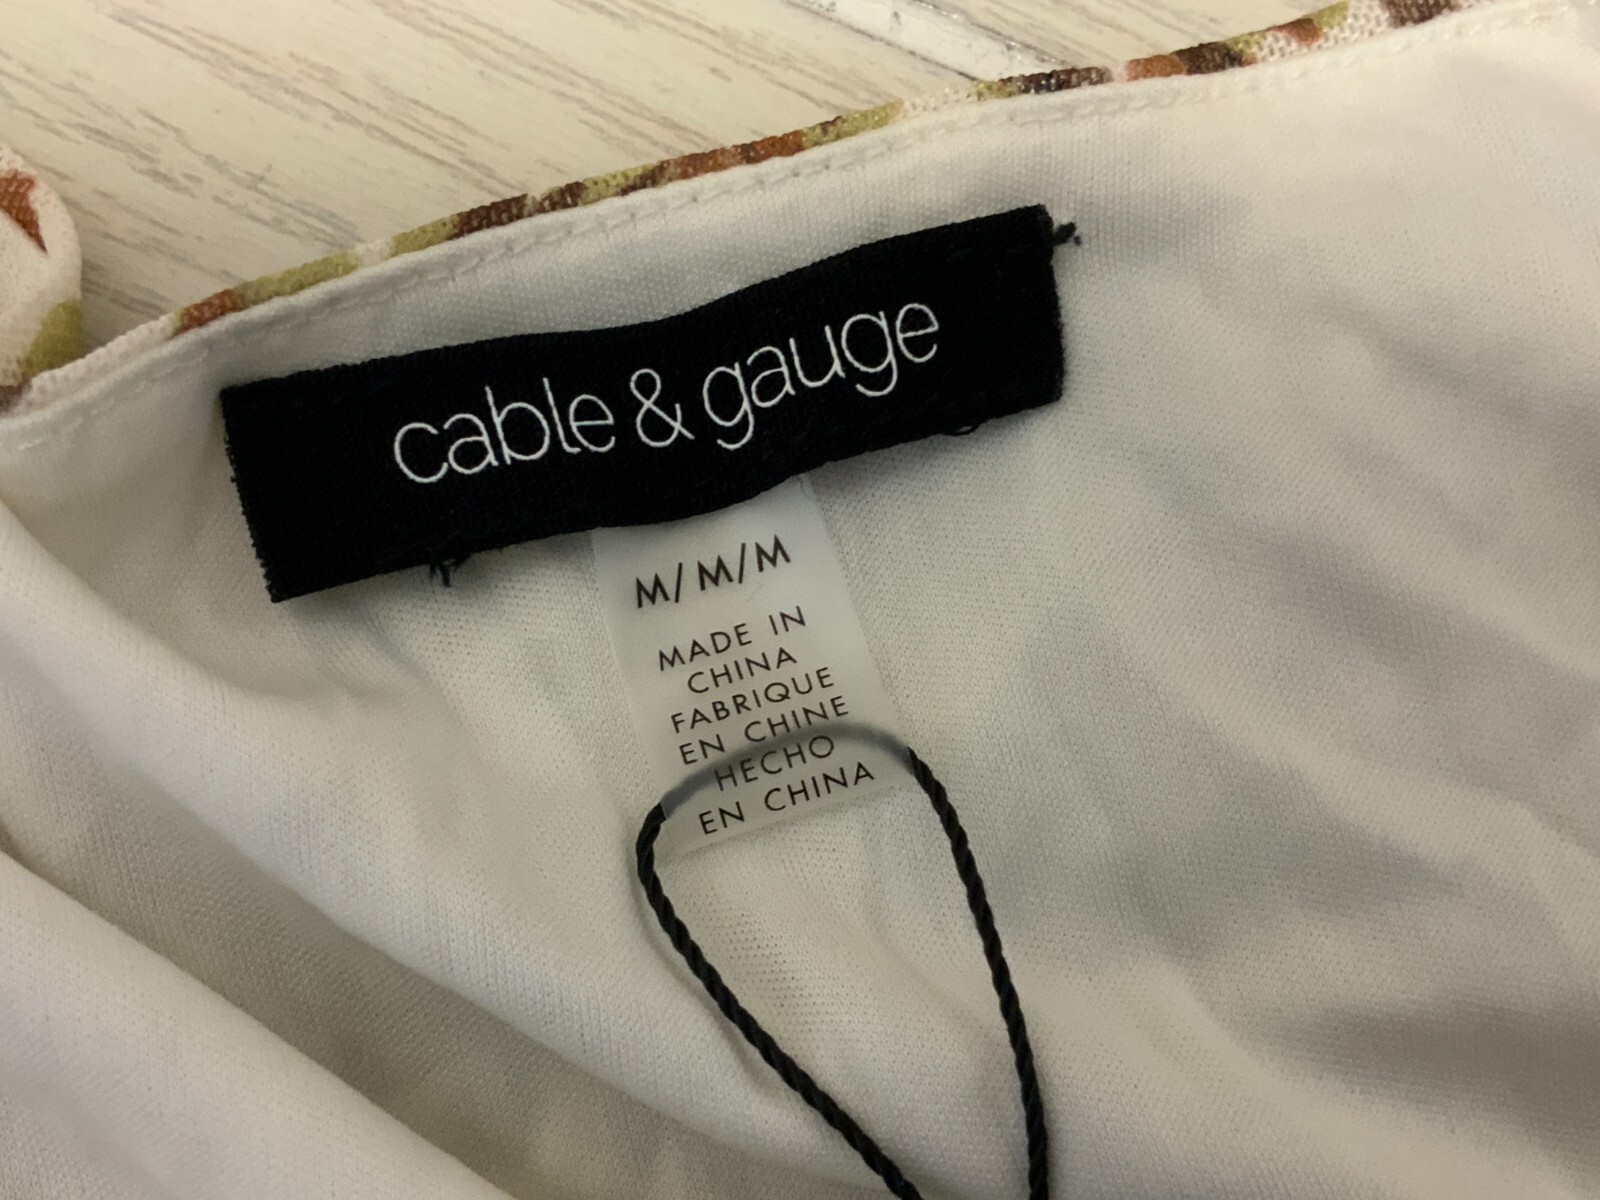 cable & gauge
M/M/M
MADE IN
CHINA
FABRIQUE
EN CHINE
HECHO
EN CHINA